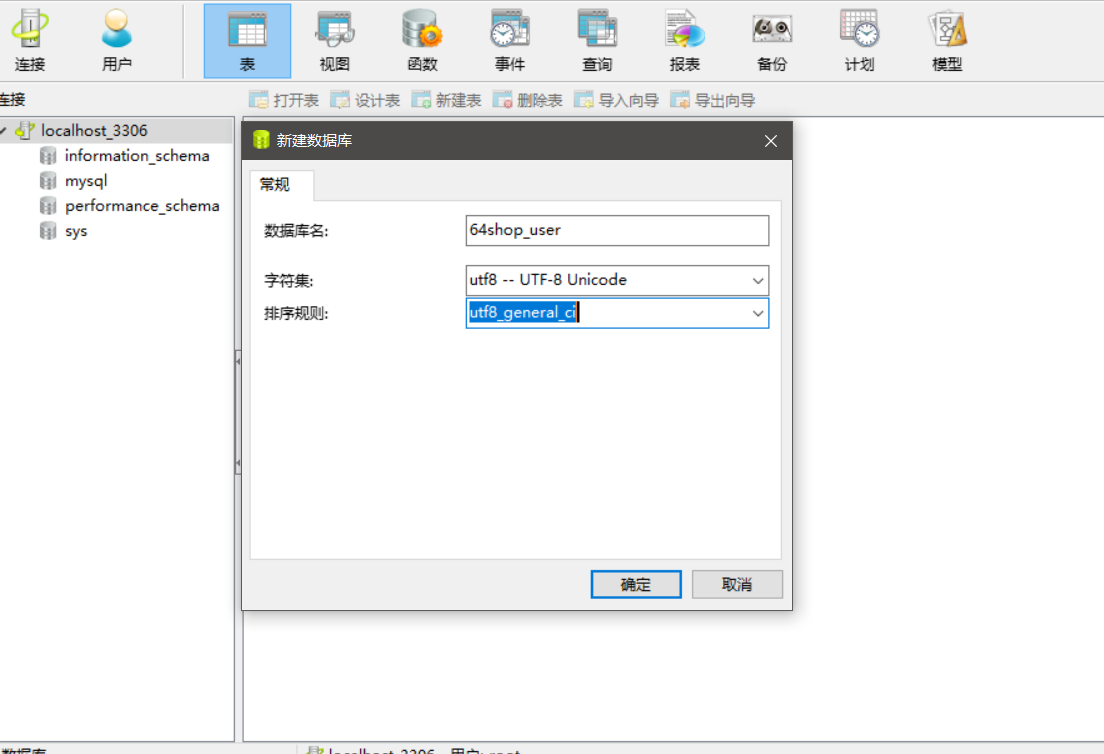 连接 用户 表 视图 函数 事件 查询 报表 备份 计划 模型
连接 打开表 设计表 新建表 删除表 导入向导 导出向导
localhost_3306
information_schema
mysql
performance_schema
sys
新建数据库
常规
数据库名: 64shop_user
字符集: utf8 -- UTF-8 Unicode
排序规则: utf8_general_ci
确定 取消
数据库 localhost_3306 用户: root